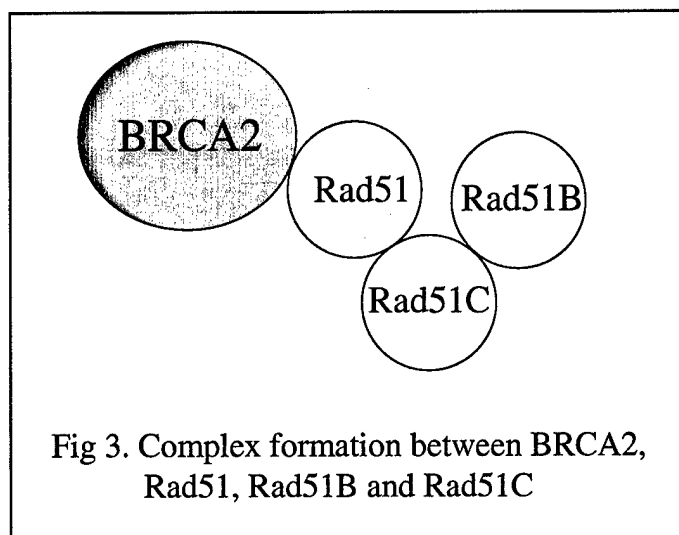 BRCA2
Rad51
Rad51B
Rad51C
Fig 3. Complex formation between BRCA2,
Rad51, Rad51B and Rad51C